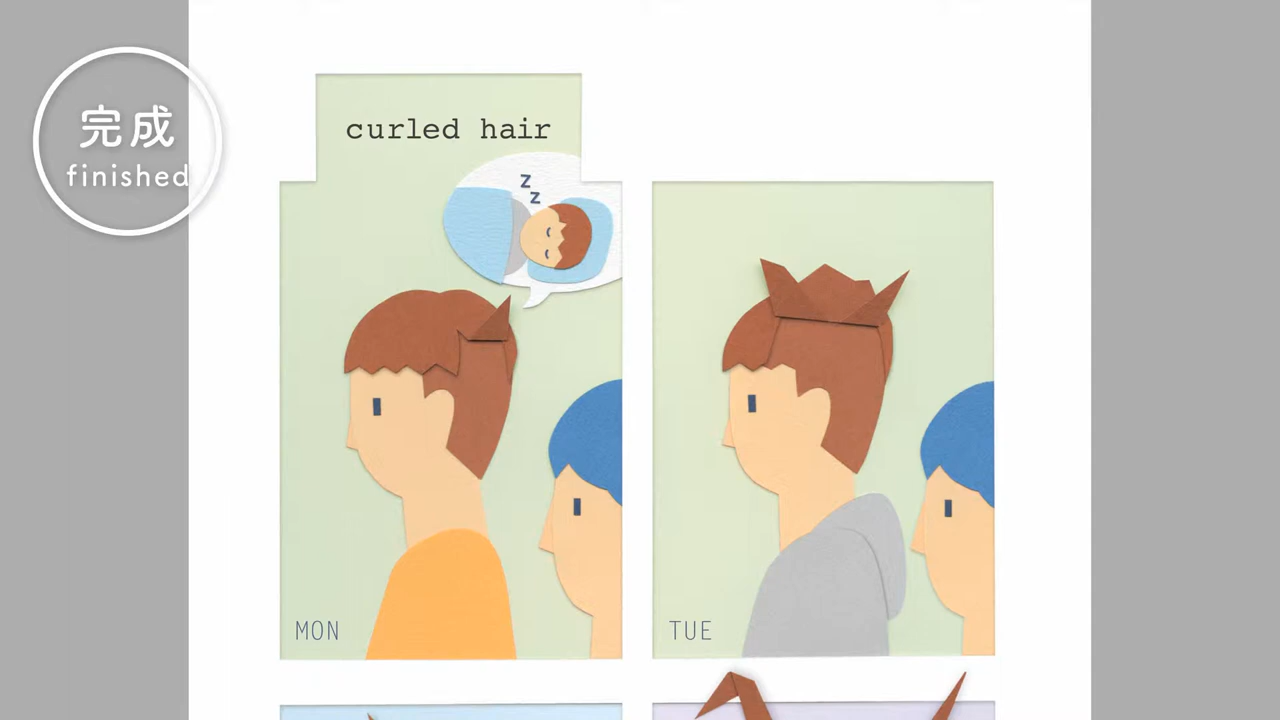 完成
finished
curled hair
z
z
MON
TUE